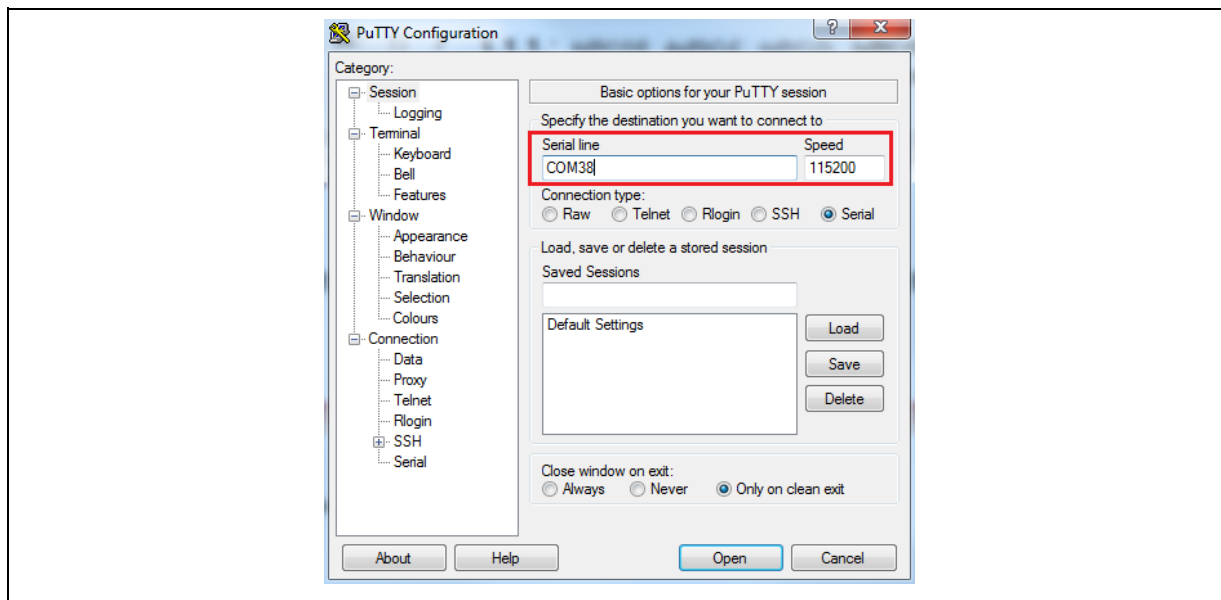 PuTTY Configuration
Category:
Session
Logging
Terminal
Keyboard
Bell
Features
Window
Appearance
Behaviour
Translation
Selection
Colours
Connection
Data
Proxy
Telnet
Rlogin
SSH
Serial
Basic options for your PuTTY session
Specify the destination you want to connect to
Serial line Speed
COM38 115200
Connection type:
Raw Telnet Rlogin SSH Serial
Load, save or delete a stored session
Saved Sessions
Default Settings
Load
Save
Delete
Close window on exit:
Always Never Only on clean exit
About Help Open Cancel